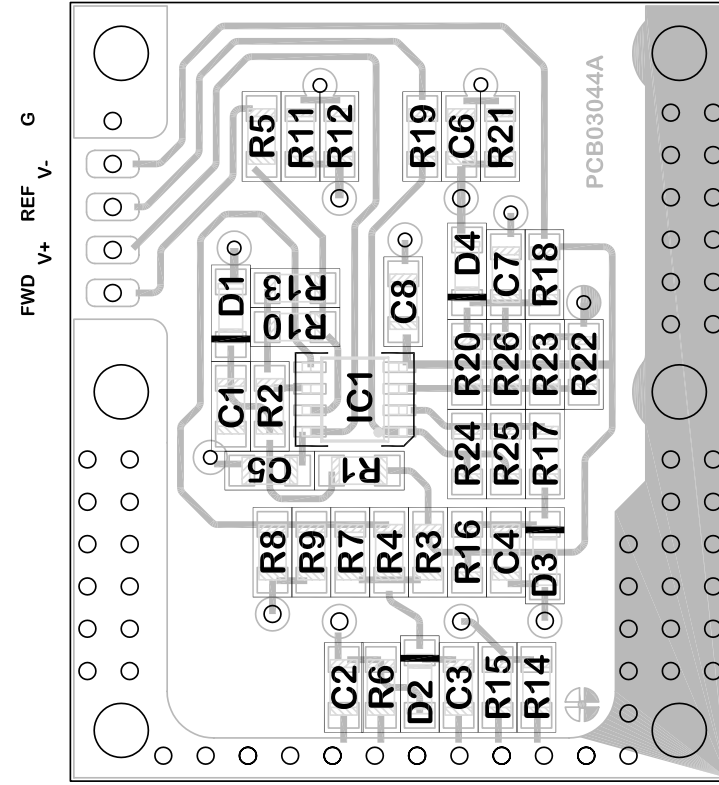 G
V-
REF
V+
FWD
PCB03044A
R5
R11
R12
R19
C6
R21
D1
R13
R10
C8
D4
C7
R18
C1
R2
IC1
R20
R26
R23
R22
C5
R1
R24
R25
R17
R8
R9
R7
R4
R3
R16
C4
D3
C2
R6
D2
C3
R15
R14